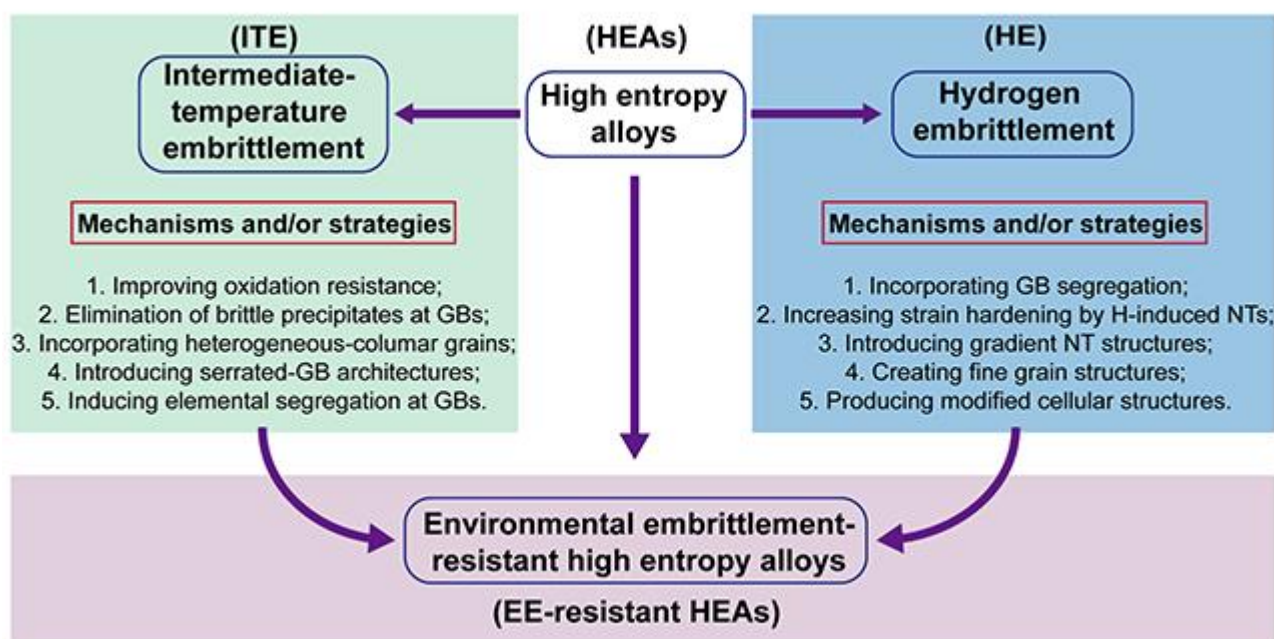 (ITE)
Intermediate-
temperature
embrittlement
Mechanisms and/or strategies
1. Improving oxidation resistance;
2. Elimination of brittle precipitates at GBs;
3. Incorporating heterogeneous-columar grains;
4. Introducing serrated-GB architectures;
5. Inducing elemental segregation at GBs.
(HEAs)
High entropy
alloys
(HE)
Hydrogen
embrittlement
Mechanisms and/or strategies
1. Incorporating GB segregation;
2. Increasing strain hardening by H-induced NTs;
3. Introducing gradient NT structures;
4. Creating fine grain structures;
5. Producing modified cellular structures.
Environmental embrittlement-
resistant high entropy alloys
(EE-resistant HEAs)